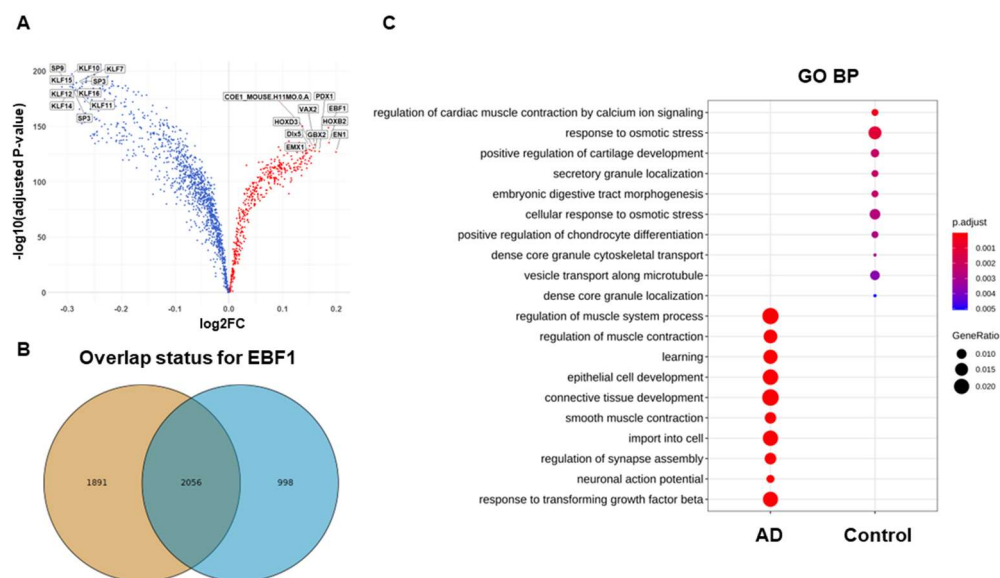 A
C
SP9
KLF10
KLF7
KLF15
SP2
KLF12
KLF16
KLF14
KLF11
SP3
COE1_MOUSE.H11MO.0.A
PDX1
VAX2
EBF1
HOXD3
HOXB2
Dlx5
GBX2
EN1
EMX1
-log10(adjusted P-value)
200
150
100
50
0
-0.3
-0.2
-0.1
0.0
0.1
0.2
log2FC
B
Overlap status for EBF1
1891
2056
998
GO BP
regulation of cardiac muscle contraction by calcium ion signaling
response to osmotic stress
positive regulation of cartilage development
secretory granule localization
embryonic digestive tract morphogenesis
cellular response to osmotic stress
positive regulation of chondrocyte differentiation
dense core granule cytoskeletal transport
vesicle transport along microtubule
dense core granule localization
regulation of muscle system process
regulation of muscle contraction
learning
epithelial cell development
connective tissue development
smooth muscle contraction
import into cell
regulation of synapse assembly
neuronal action potential
response to transforming growth factor beta
AD
Control
p.adjust
0.001
0.002
0.003
0.004
0.005
GeneRatio
0.010
0.015
0.020